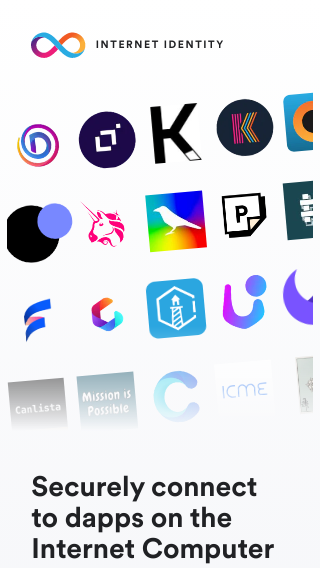 INTERNET IDENTITY
D
K
K
P
Canlista
Mission is
Possible
ICME
Securely connect
to dapps on the
Internet Computer